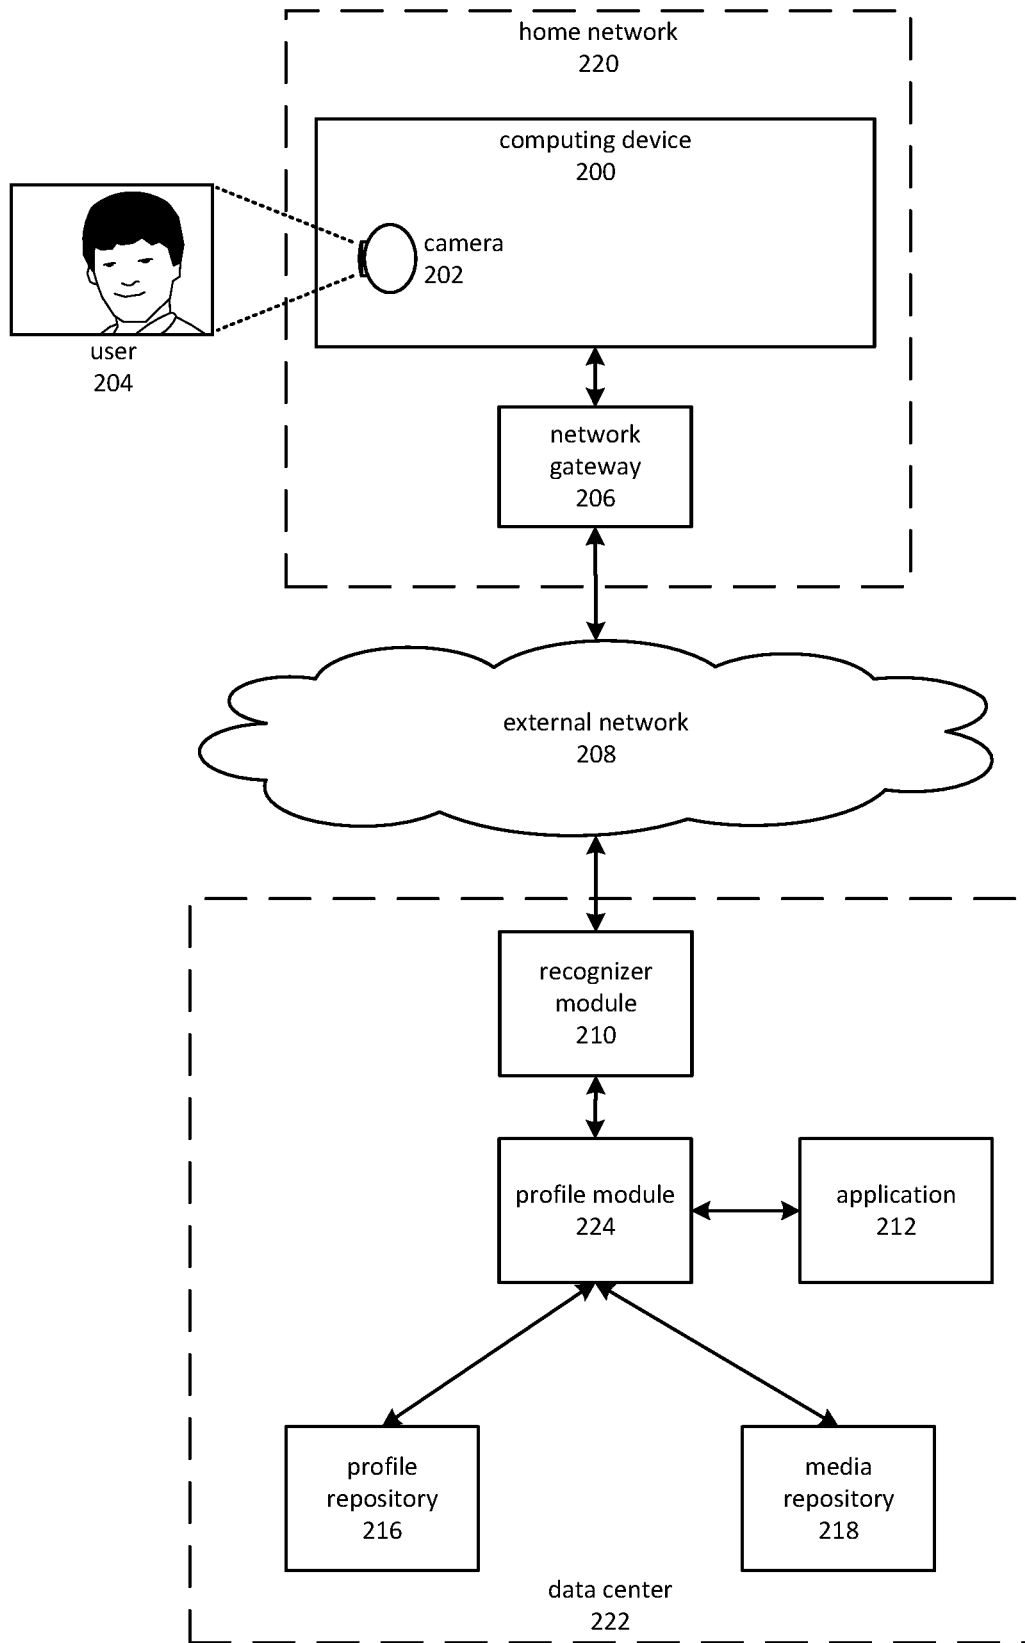 home network
220
computing device
200
camera
202
user
204
network
gateway
206
external network
208
recognizer
module
210
profile module
224
application
212
profile
repository
216
media
repository
218
data center
222